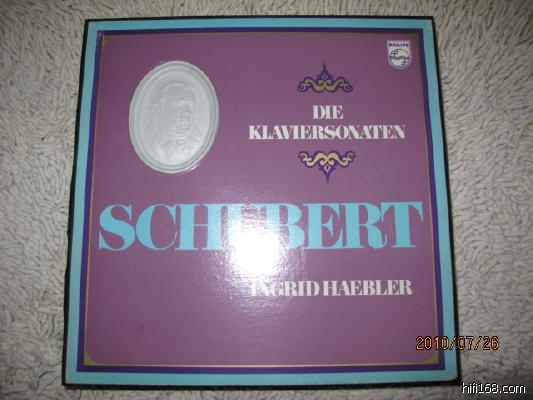 PHILIPS
DIE
KLAVIERSONATEN
SCHUBERT
INGRID HAEBLER
2010/07/26
hifi168.com